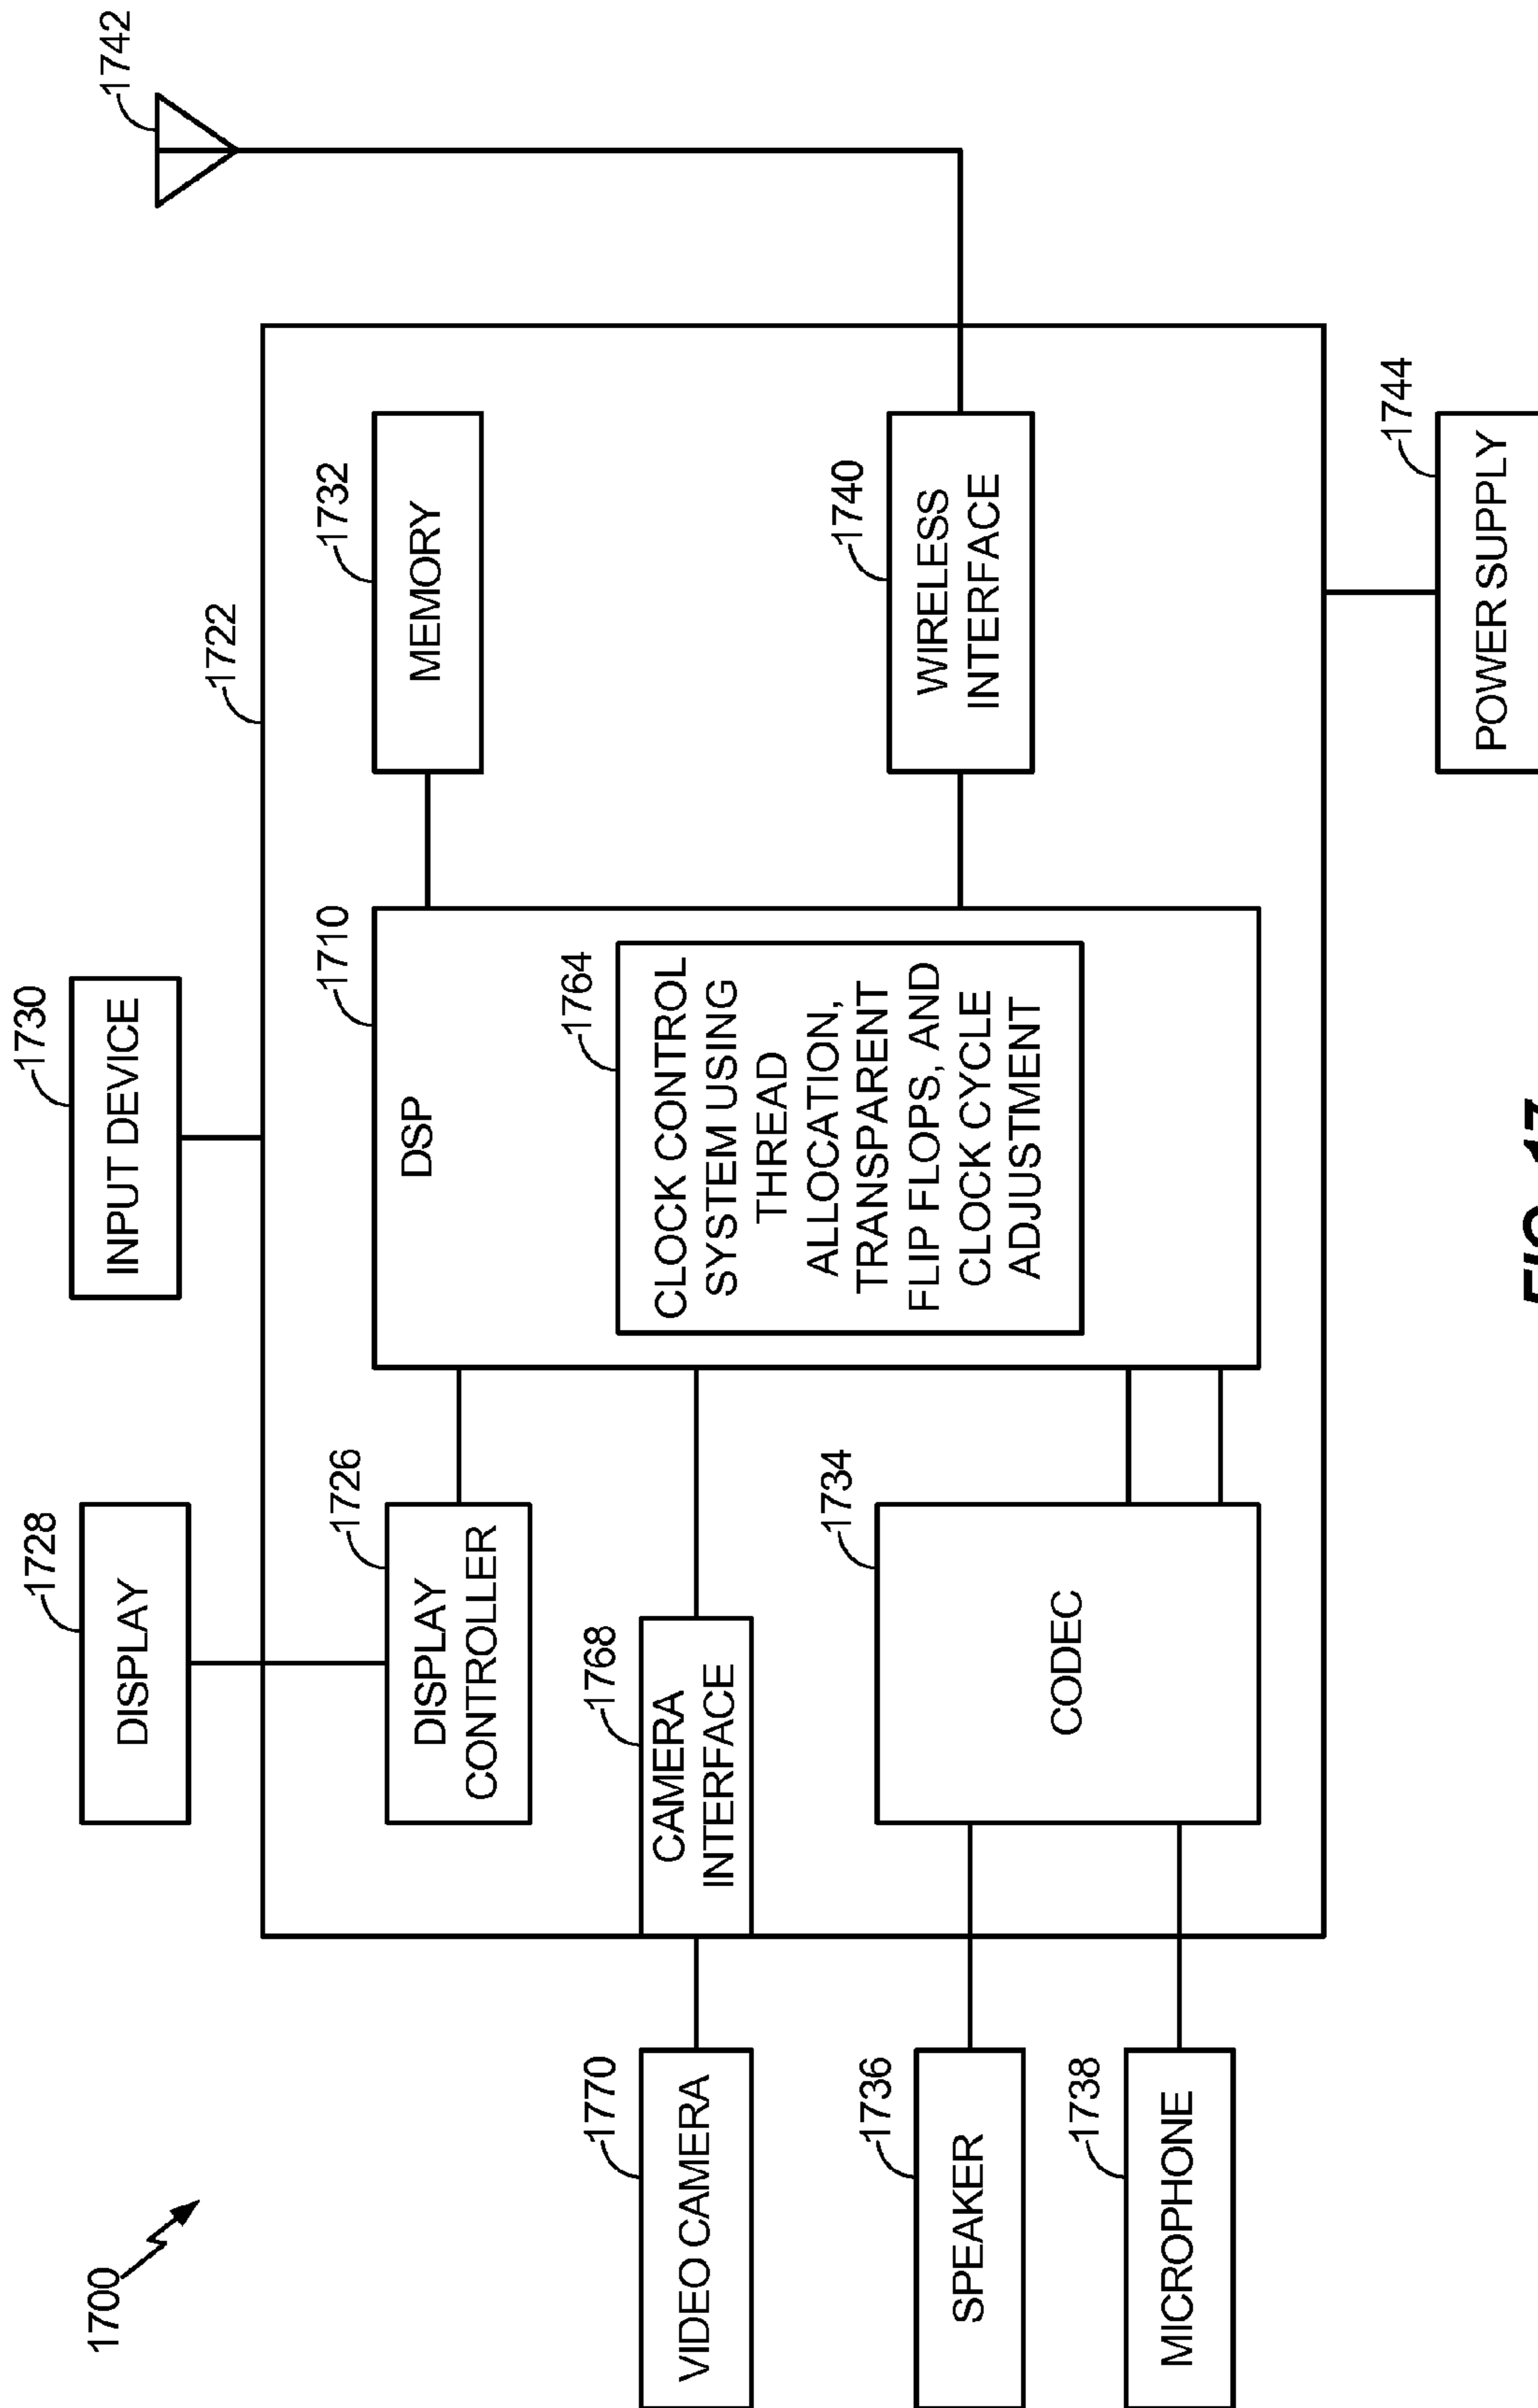 1700
1728
DISPLAY
1730
INPUT DEVICE
1722
1742
1726
DISPLAY
CONTROLLER
1710
DSP
1732
MEMORY
1770
VIDEO CAMERA
1768
CAMERA
INTERFACE
1764
CLOCK CONTROL
SYSTEM USING
THREAD
ALLOCATION,
TRANSPARENT
FLIP FLOPS, AND
CLOCK CYCLE
ADJUSTMENT
1736
SPEAKER
1734
CODEC
1740
WIRELESS
INTERFACE
1738
MICROPHONE
1744
POWER SUPPLY
FIG. 17